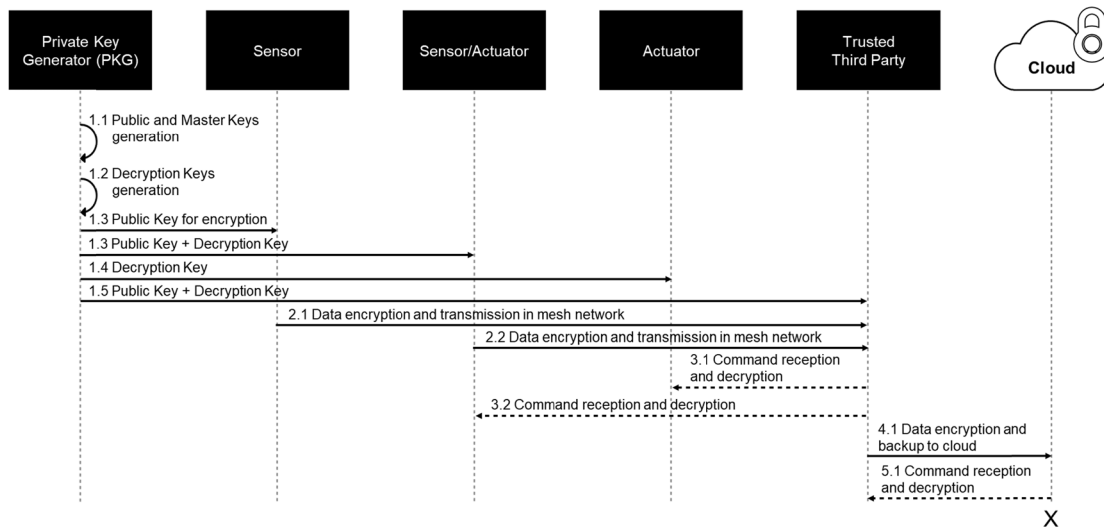 Private Key
Generator (PKG)
Sensor
Sensor/Actuator
Actuator
Trusted
Third Party
Cloud
1.1 Public and Master Keys
generation
1.2 Decryption Keys
generation
1.3 Public Key for encryption
1.3 Public Key + Decryption Key
1.4 Decryption Key
1.5 Public Key + Decryption Key
2.1 Data encryption and transmission in mesh network
2.2 Data encryption and transmission in mesh network
3.1 Command reception
and decryption
3.2 Command reception and decryption
4.1 Data encryption and
backup to cloud
5.1 Command reception
and decryption
X